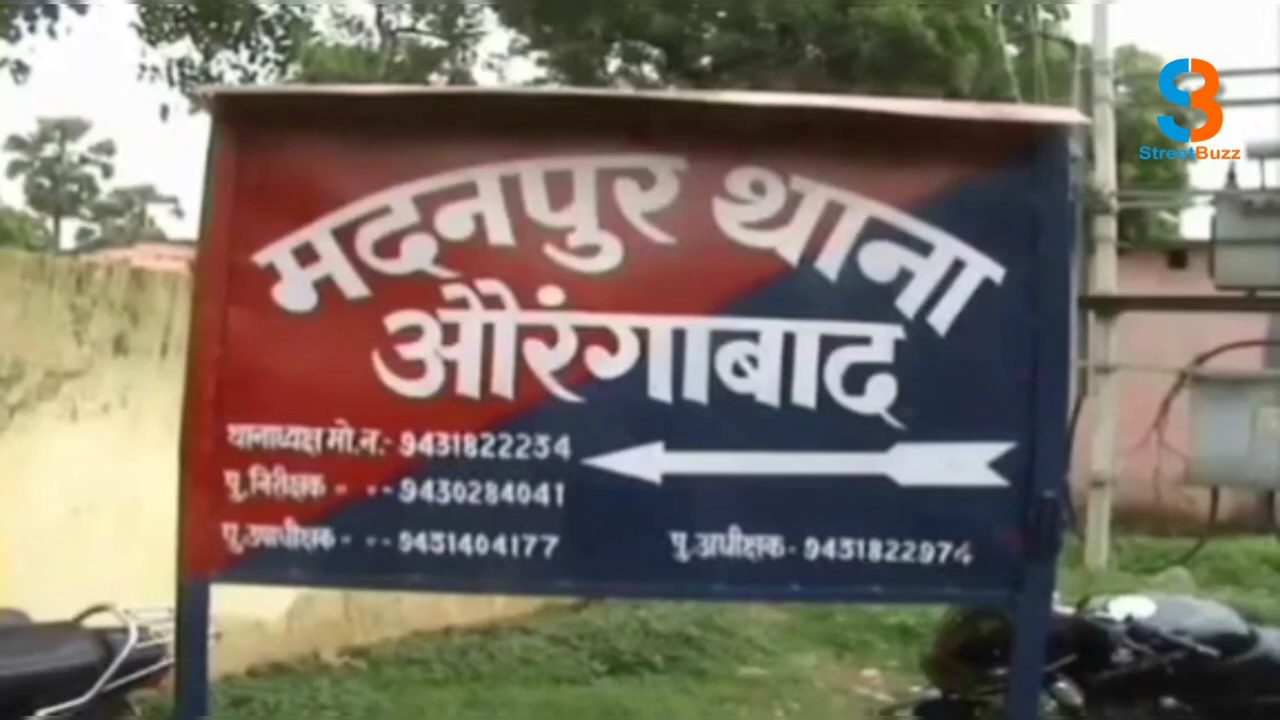 मदनपुर थाना
औरंगाबाद
थानाध्यक्ष मो.न.:- 9431822234
पु.निरीक्षक - - - 9430284041
पु.उपाधीक्षक - - - 9431404177
पु.अधीक्षक - 9431822974
StreetBuzz